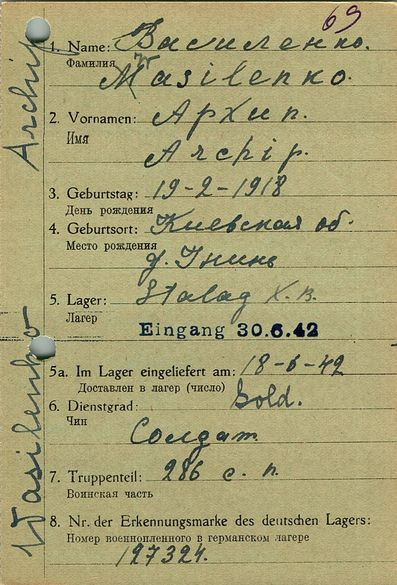 69
1. Name: Василенко.
Фамилия
Wasilenko.
2. Vornamen: Архип.
Имя
Archip.
3. Geburtstag: 19-2-1918
День рождения
4. Geburtsort: Киевская об.
Место рождения
д. Унинь
5. Lager: Stalag X. B.
Лагерь
Eingang 30.6.42
5a. Im Lager eingeliefert am: 18-6-42
Доставлен в лагерь (число)
6. Dienstgrad: Sold.
Чин
Солдат
7. Truppenteil: 286 с. п.
Воинская часть
8. Nr. der Erkennungsmarke des deutschen Lagers:
Номер военнопленного в германском лагере
127324.
Wasilenko Archip